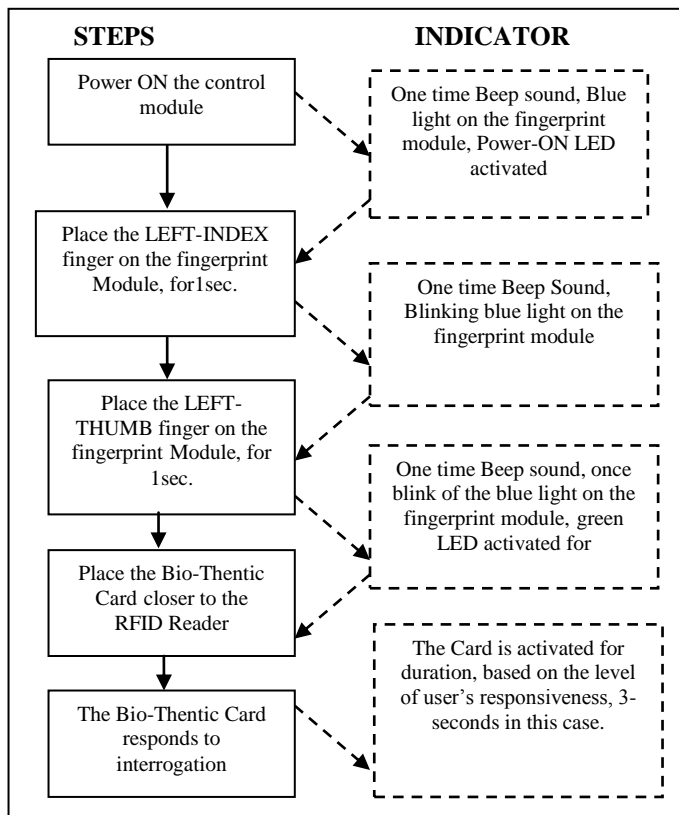 STEPS
INDICATOR
Power ON the control
module
One time Beep sound, Blue
light on the fingerprint
module, Power-ON LED
activated
Place the LEFT-INDEX
finger on the fingerprint
Module, for1sec.
One time Beep Sound,
Blinking blue light on the
fingerprint module
Place the LEFT-
THUMB finger on the
fingerprint Module, for
1sec.
One time Beep sound, once
blink of the blue light on the
fingerprint module, green
LED activated for
Place the Bio-Thentic
Card closer to the
RFID Reader
The Card is activated for
duration, based on the level
of user’s responsiveness, 3-
seconds in this case.
The Bio-Thentic Card
responds to
interrogation